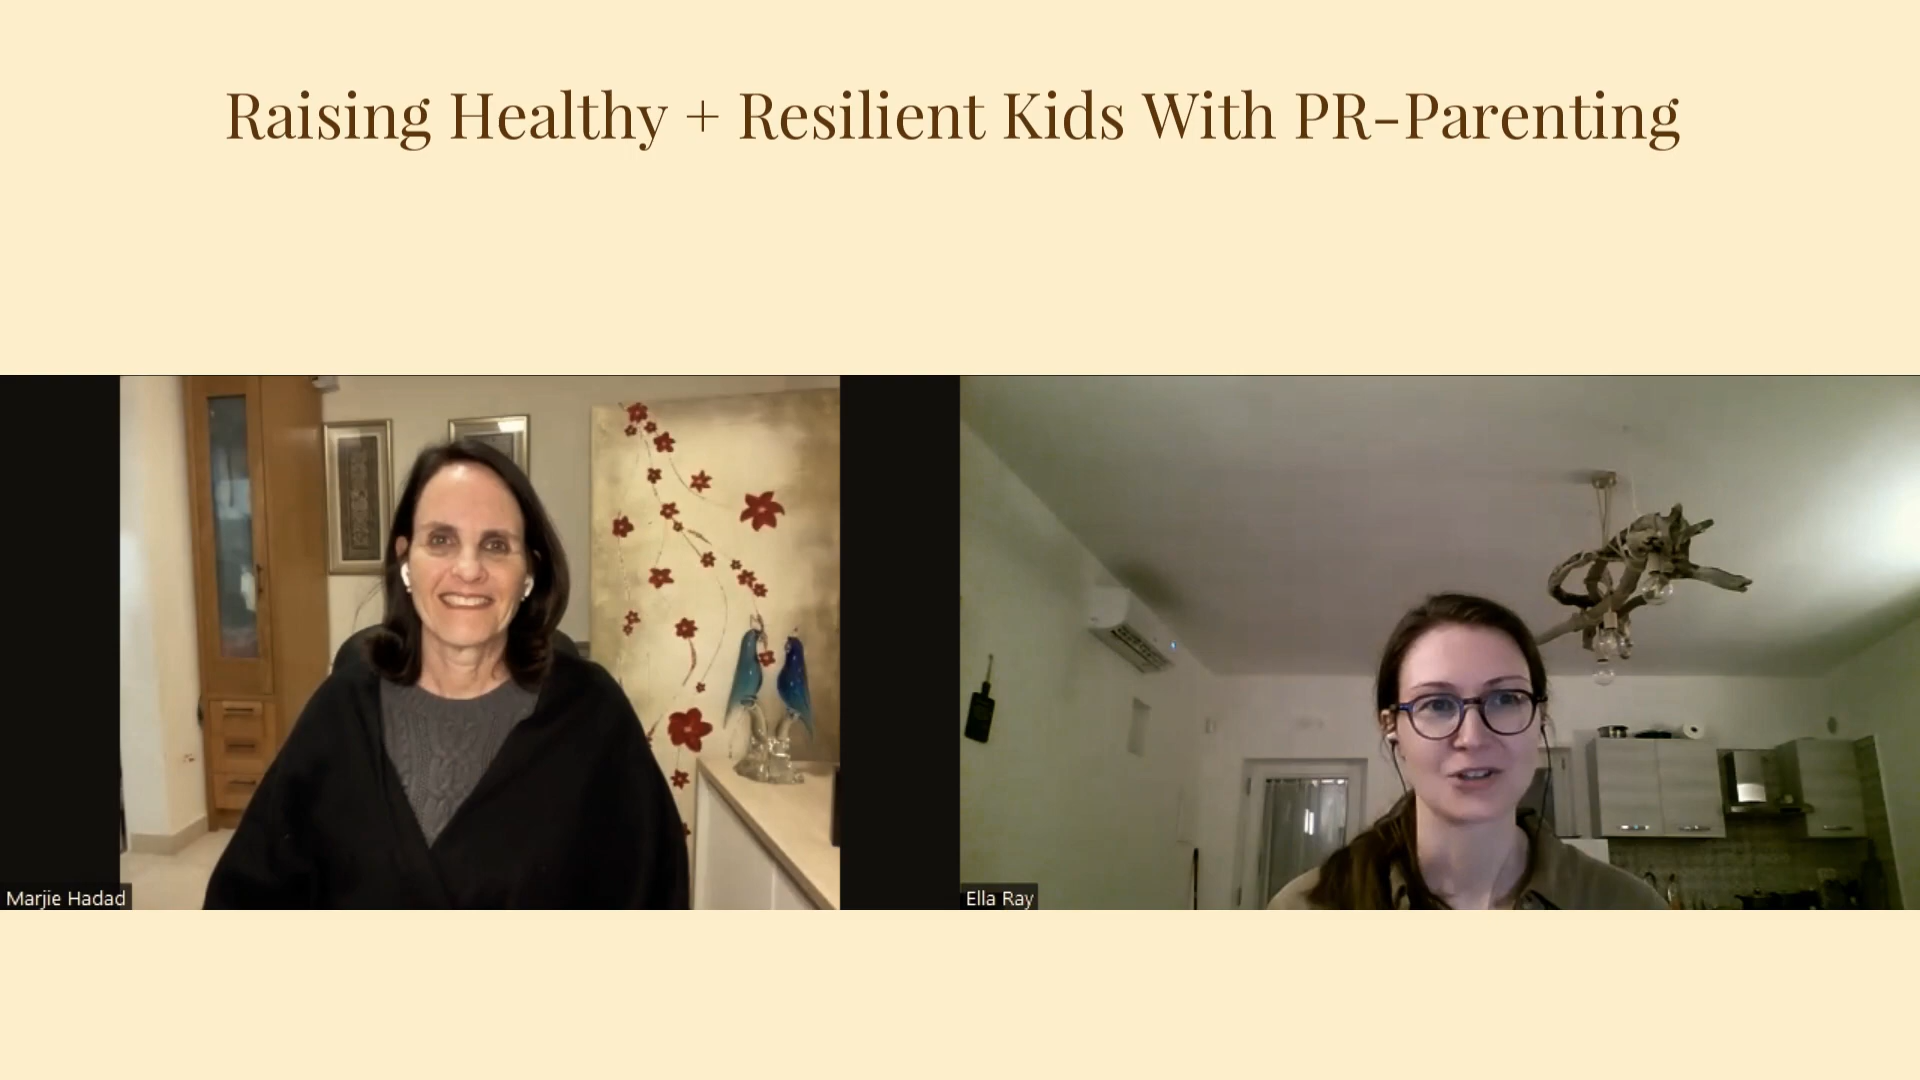 Raising Healthy + Resilient Kids With PR-Parenting
Marjie Hadad
Ella Ray